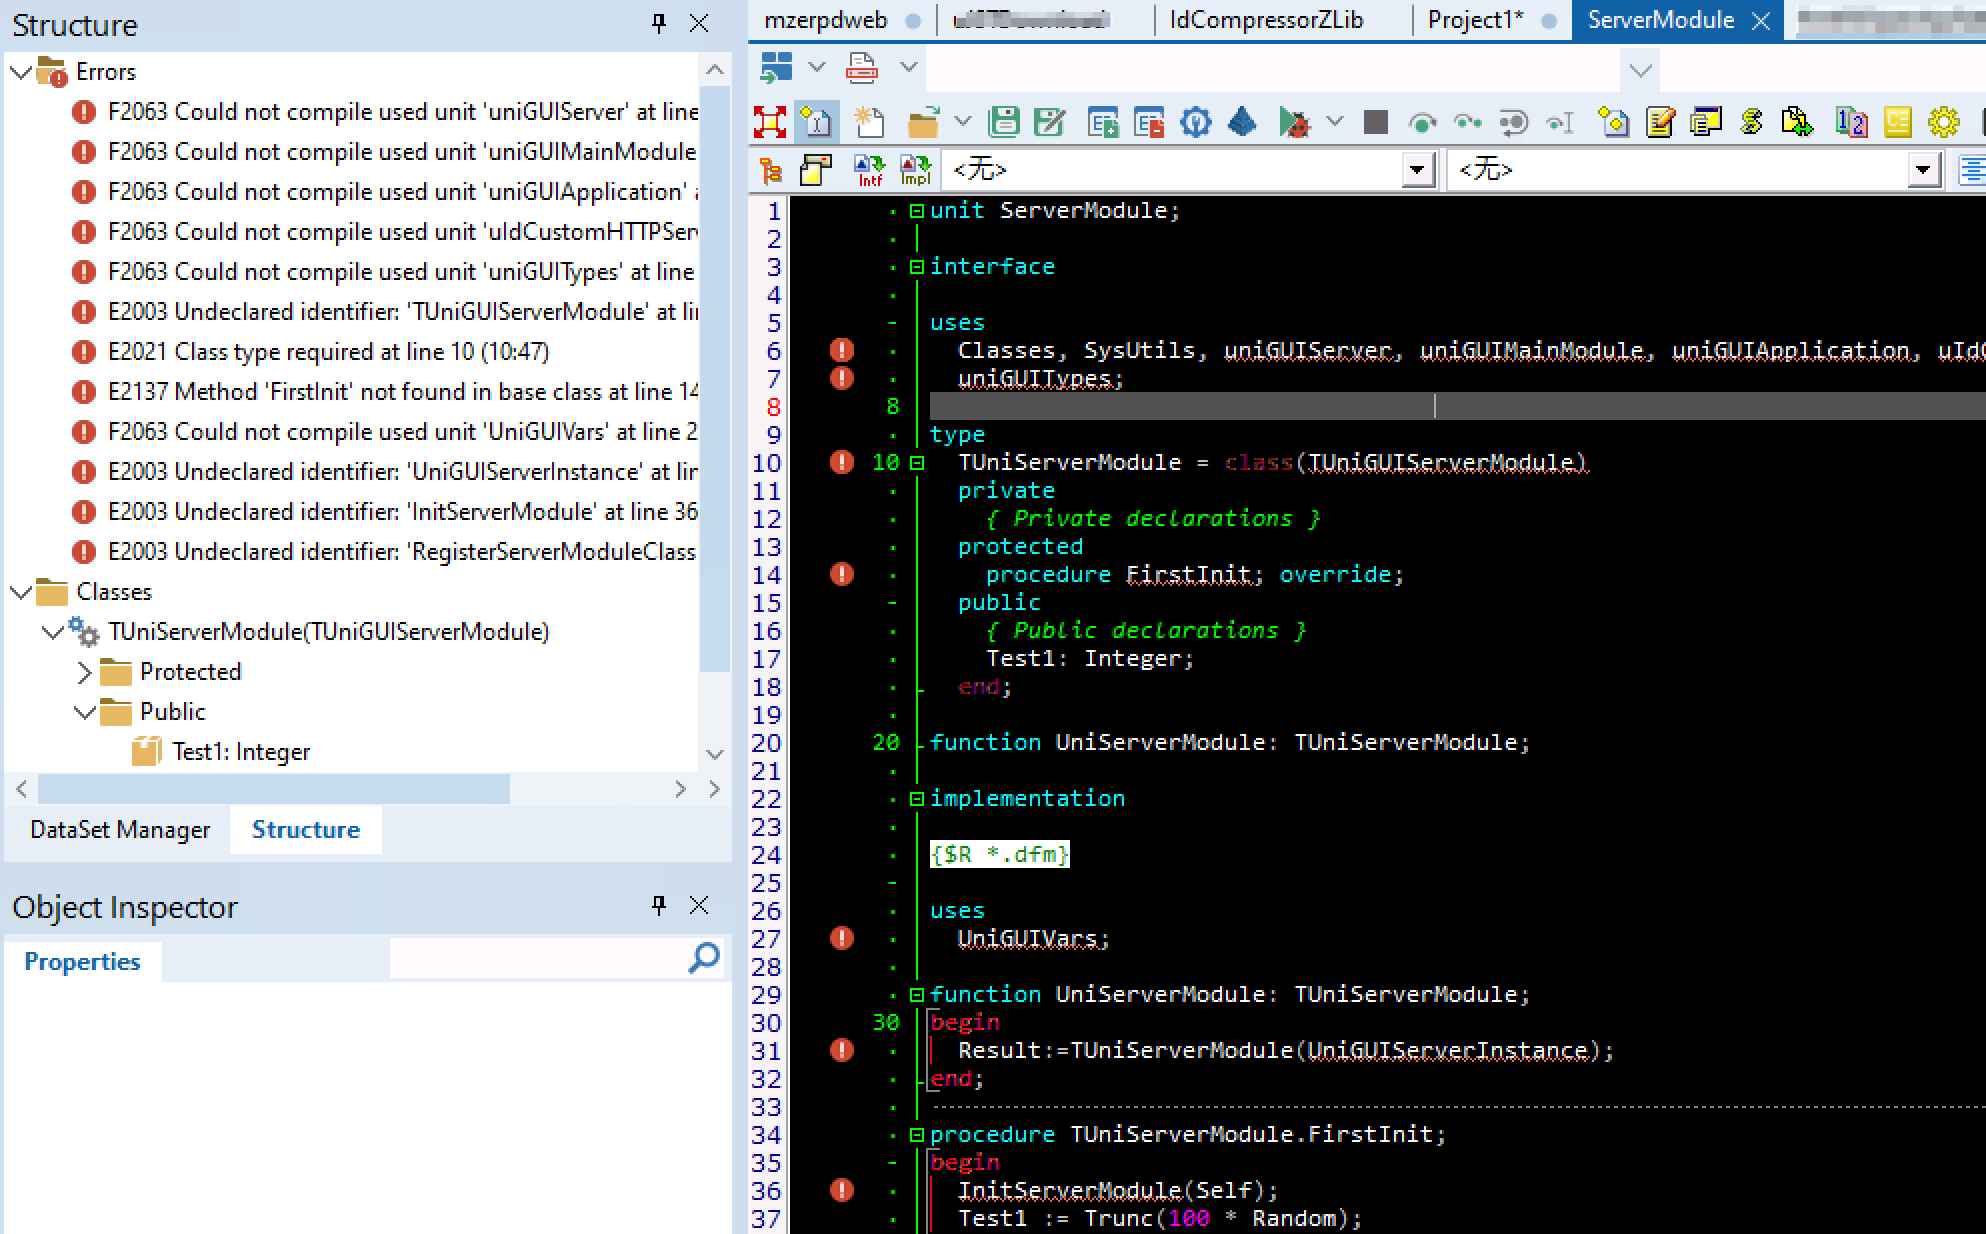 Structure
Errors
F2063 Could not compile used unit 'uniGUIServer' at line
F2063 Could not compile used unit 'uniGUIMainModule
F2063 Could not compile used unit 'uniGUIApplication'
F2063 Could not compile used unit 'uIdCustomHTTPSer
F2063 Could not compile used unit 'uniGUITypes' at line
E2003 Undeclared identifier: 'TUniGUIServerModule' at li
E2021 Class type required at line 10 (10:47)
E2137 Method 'FirstInit' not found in base class at line 14
F2063 Could not compile used unit 'UniGUIVars' at line 2
E2003 Undeclared identifier: 'UniGUIServerInstance' at lin
E2003 Undeclared identifier: 'InitServerModule' at line 36
E2003 Undeclared identifier: 'RegisterServerModuleClass
Classes
TUniServerModule(TUniGUIServerModule)
Protected
Public
Test1: Integer
DataSet Manager Structure
Object Inspector
Properties
mzerpdweb IdCompressorZLib Project1* ServerModule
Intf Impl <无> <无>
1 unit ServerModule;
2
3 interface
4
5 uses
6 Classes, SysUtils, uniGUIServer, uniGUIMainModule, uniGUIApplication, uId
7 uniGUITypes;
8 8
9 type
10 10 TUniServerModule = class(TUniGUIServerModule)
11 private
12 { Private declarations }
13 protected
14 procedure FirstInit; override;
15 public
16 { Public declarations }
17 Test1: Integer;
18 end;
19
20 20 function UniServerModule: TUniServerModule;
21
22 implementation
23
24 {$R *.dfm}
25
26 uses
27 UniGUIVars;
28
29 function UniServerModule: TUniServerModule;
30 30 begin
31 Result:=TUniServerModule(UniGUIServerInstance);
32 end;
33
34 procedure TUniServerModule.FirstInit;
35 begin
36 InitServerModule(Self);
37 Test1 := Trunc(100 * Random);